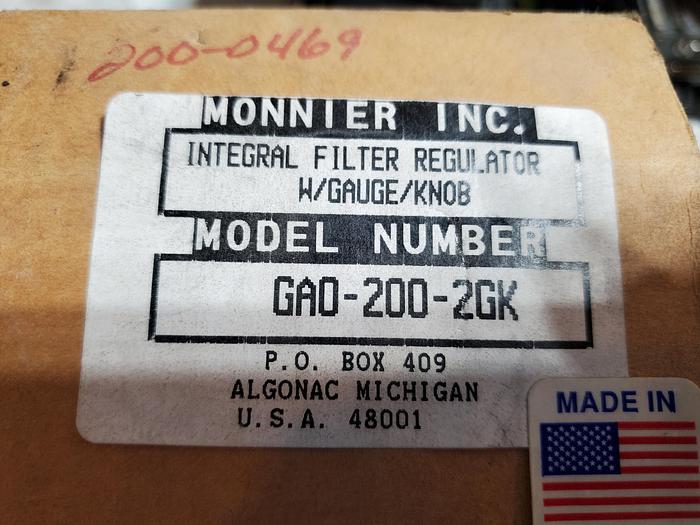 200-0469
MONNIER INC.
INTEGRAL FILTER REGULATOR
W/GAUGE/KNOB
MODEL NUMBER
GAO-200-2GK
P.O. BOX 409
ALGONAC MICHIGAN
U.S.A. 48001
MADE IN